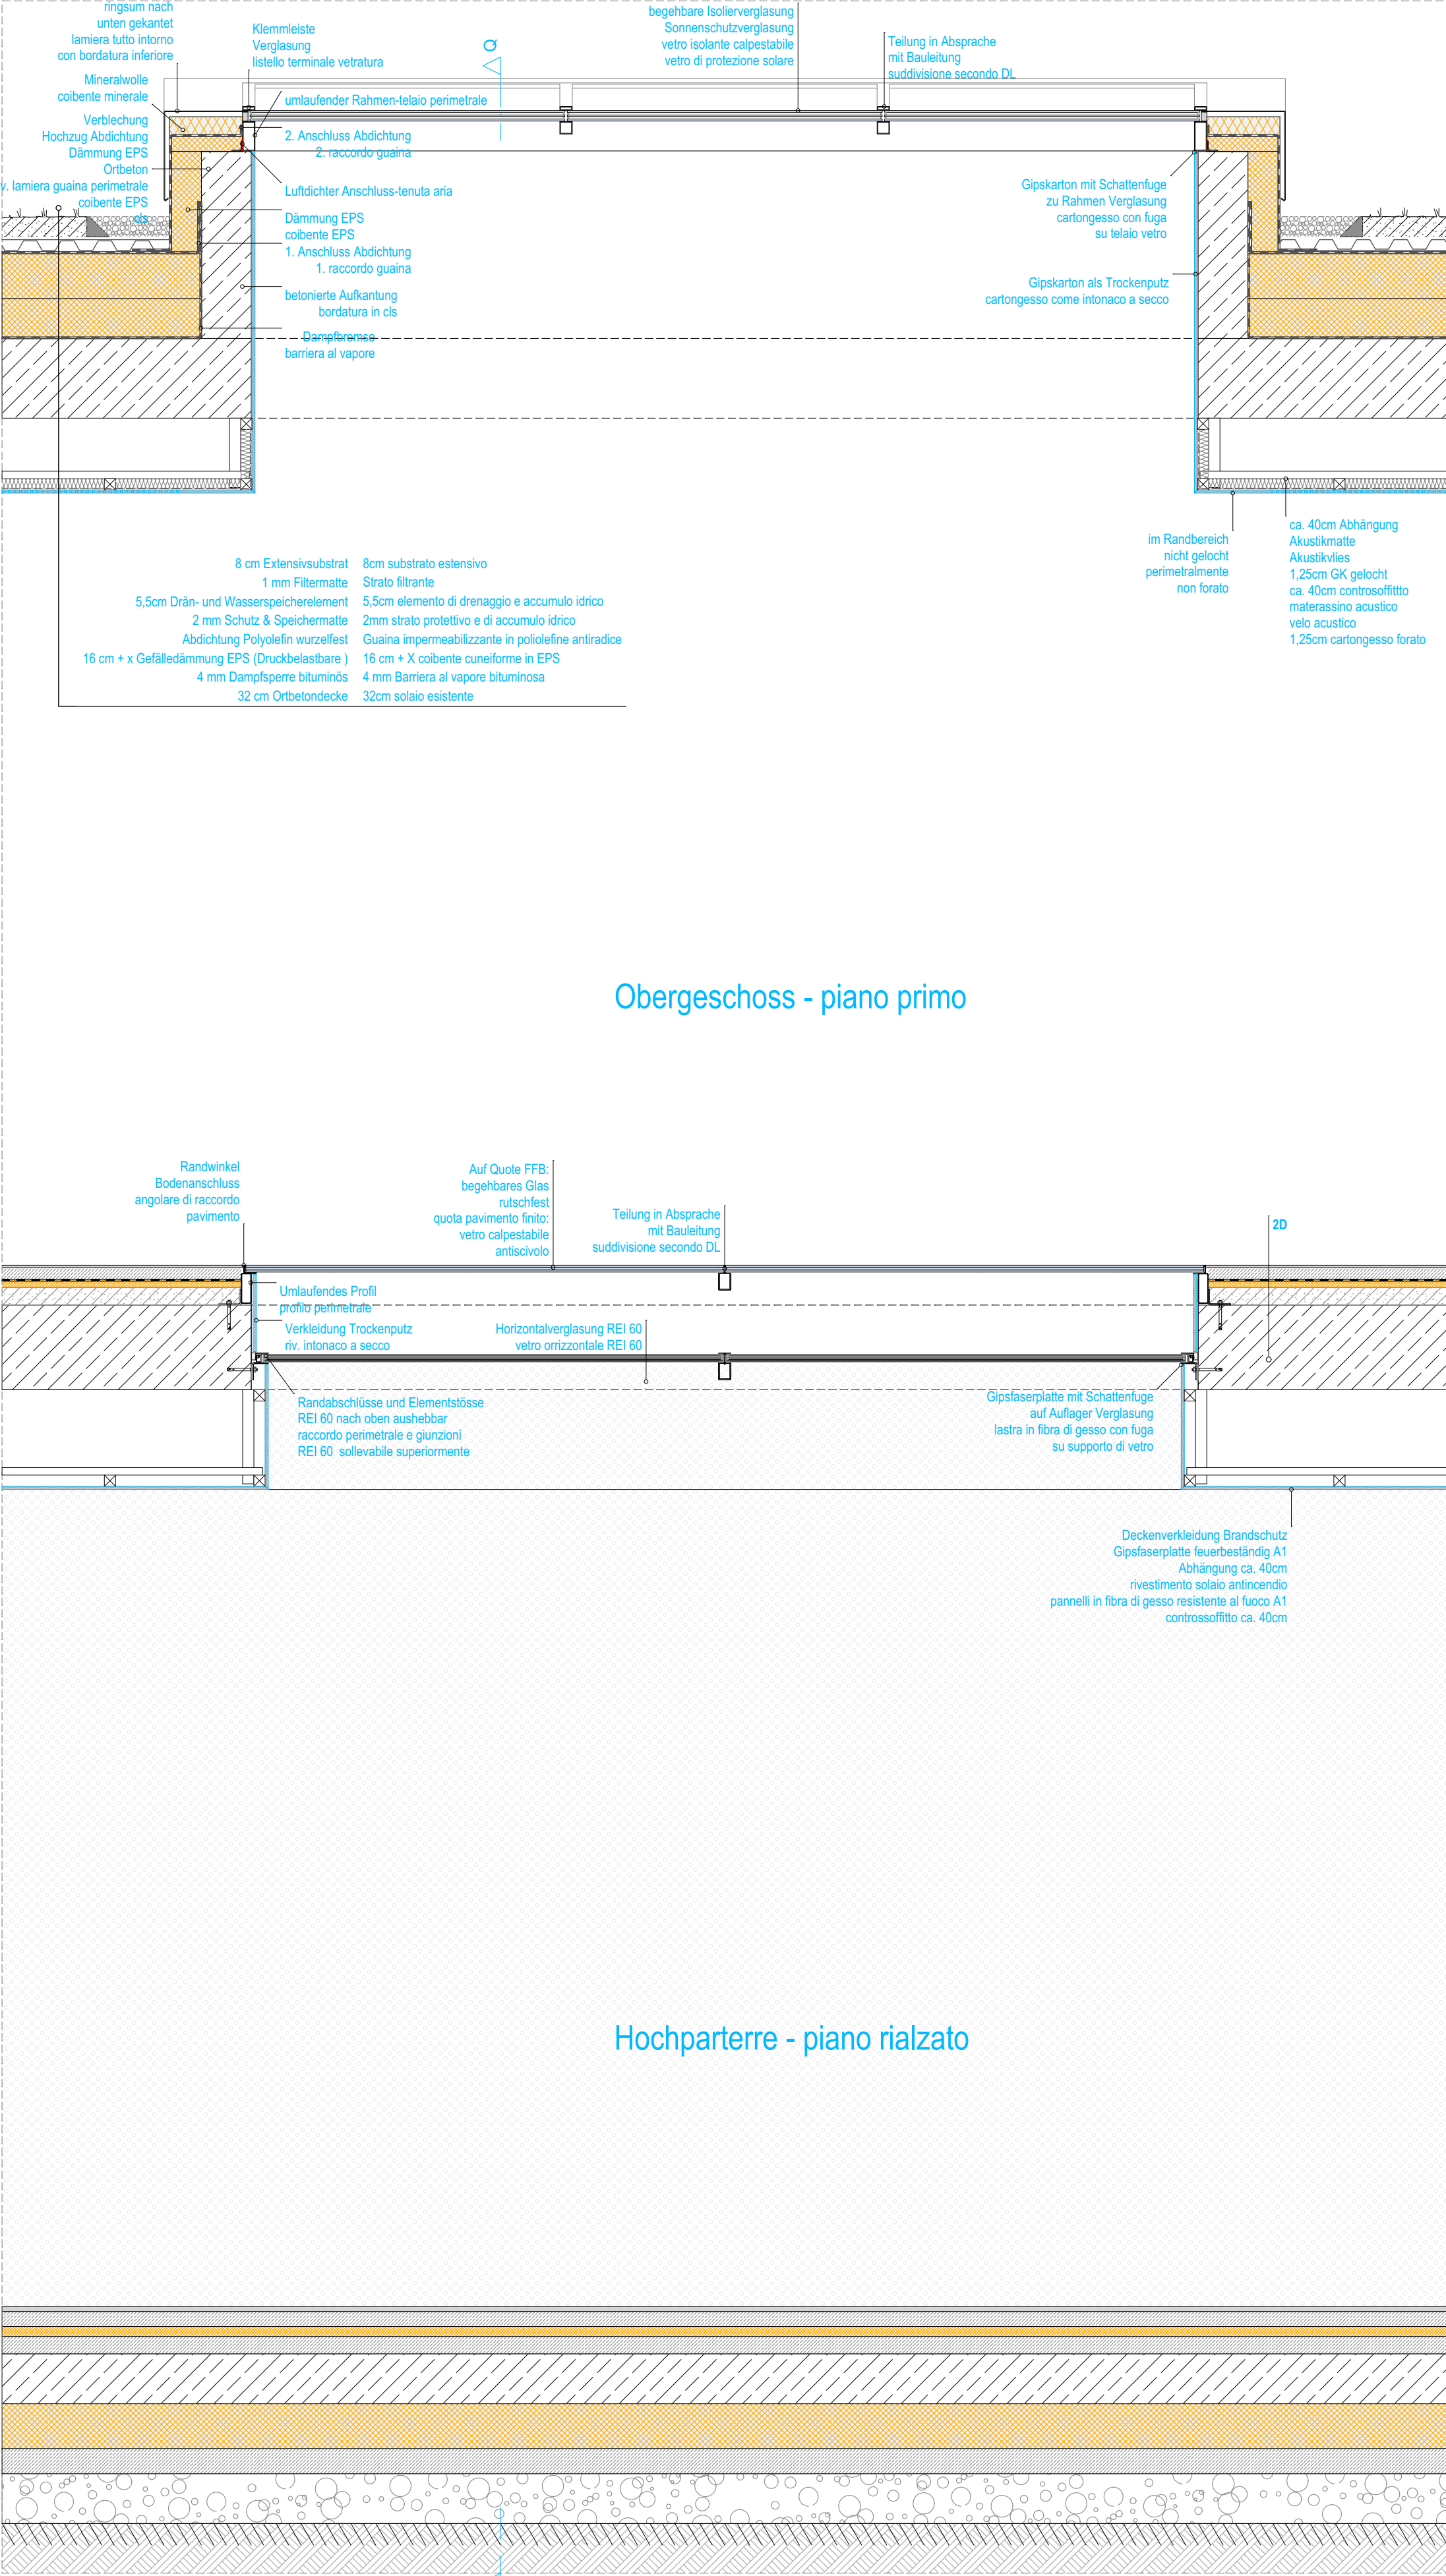 ringsum nach
unten gekantet
lamiera tutto intorno
con bordatura inferiore
Mineralwolle
coibente minerale
Verblechung
Hochzug Abdichtung
Dämmung EPS
Ortbeton
v. lamiera guaina perimetrale
coibente EPS
cls
Klemmleiste
Verglasung
listello terminale vetratura
umlaufender Rahmen-telaio perimetrale
2. Anschluss Abdichtung
2. raccordo guaina
Luftdichter Anschluss-tenuta aria
Dämmung EPS
coibente EPS
1. Anschluss Abdichtung
1. raccordo guaina
betonierte Aufkantung
bordatura in cls
Dampfbremse
barriera al vapore
Q
begehbare Isolierverglasung
Sonnenschutzverglasung
vetro isolante calpestabile
vetro di protezione solare
Teilung in Absprache
mit Bauleitung
suddivisione secondo DL
Gipskarton mit Schattenfuge
zu Rahmen Verglasung
cartongesso con fuga
su telaio vetro
Gipskarton als Trockenputz
cartongesso come intonaco a secco
im Randbereich
nicht gelocht
perimetralmente
non forato
ca. 40cm Abhängung
Akustikmatte
Akustikvlies
1,25cm GK gelocht
ca. 40cm controsoffittto
materassino acustico
velo acustico
1,25cm cartongesso forato
8 cm Extensivsubstrat 8cm substrato estensivo
1 mm Filtermatte Strato filtrante
5,5cm Drän- und Wasserspeicherelement 5,5cm elemento di drenaggio e accumulo idrico
2 mm Schutz & Speichermatte 2mm strato protettivo e di accumulo idrico
Abdichtung Polyolefin wurzelfest Guaina impermeabilizzante in poliolefine antiradice
16 cm + x Gefälledämmung EPS (Druckbelastbare ) 16 cm + X coibente cuneiforme in EPS
4 mm Dampfsperre bituminös 4 mm Barriera al vapore bituminosa
32 cm Ortbetondecke 32cm solaio esistente
Obergeschoss - piano primo
Randwinkel
Bodenanschluss
angolare di raccordo
pavimento
Auf Quote FFB:
begehbares Glas
rutschfest
quota pavimento finito:
vetro calpestabile
antiscivolo
Teilung in Absprache
mit Bauleitung
suddivisione secondo DL
2D
Umlaufendes Profil
profilo perimetrale
Verkleidung Trockenputz
riv. intonaco a secco
Horizontalverglasung REI 60
vetro orrizzontale REI 60
Randabschlüsse und Elementstösse
REI 60 nach oben aushebbar
raccordo perimetrale e giunzioni
REI 60 sollevabile superiormente
Gipsfaserplatte mit Schattenfuge
auf Auflager Verglasung
lastra in fibra di gesso con fuga
su supporto di vetro
Deckenverkleidung Brandschutz
Gipsfaserplatte feuerbeständig A1
Abhängung ca. 40cm
rivestimento solaio antincendio
pannelli in fibra di gesso resistente al fuoco A1
controssoffitto ca. 40cm
Hochparterre - piano rialzato